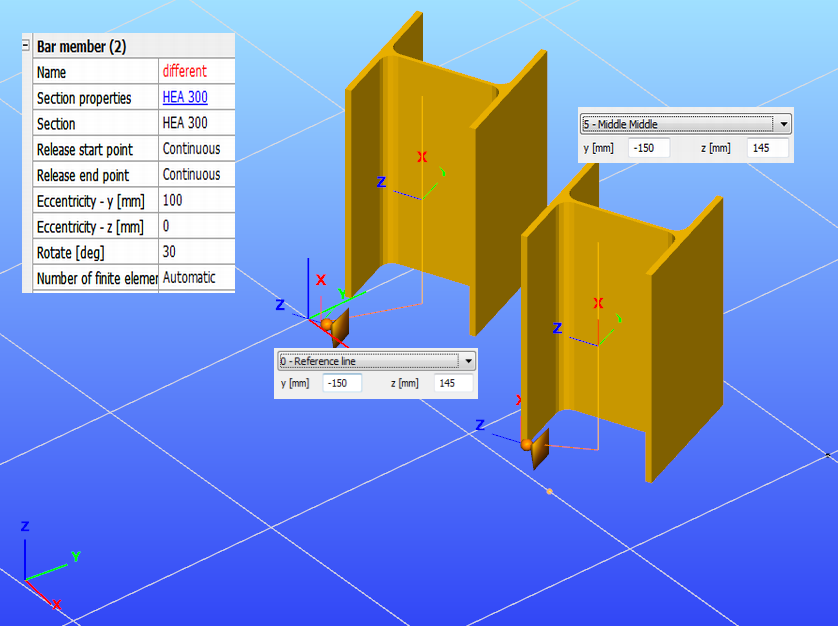 Bar member (2)
Name different
Section properties HEA 300
Section HEA 300
Release start point Continuous
Release end point Continuous
Eccentricity - y [mm] 100
Eccentricity - z [mm] 0
Rotate [deg] 30
Number of finite elemer Automatic
5 - Middle Middle
y [mm] -150 z [mm] 145
X
Y
Z
X
Y
Z
X
Y
Z
0 - Reference line
y [mm] -150 z [mm] 145
X
Z
Z
Y
X